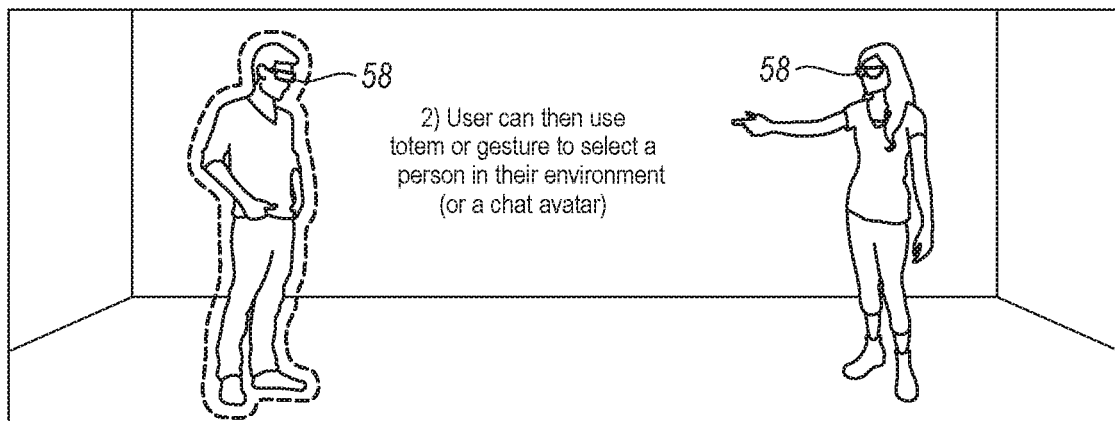 58
58
2) User can then use
totem or gesture to select a
person in their environment
(or a chat avatar)